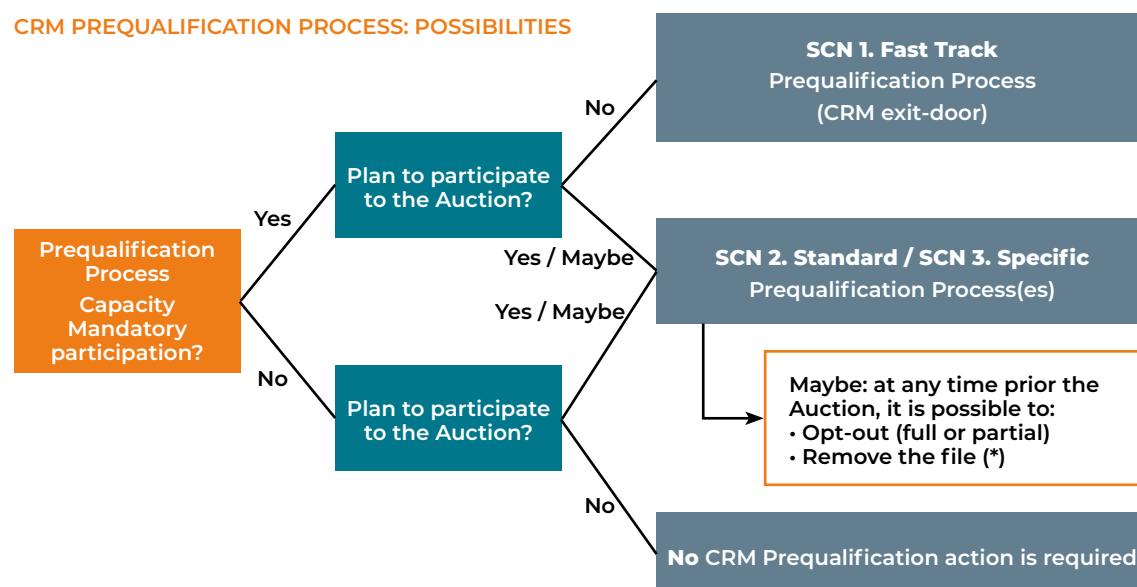 CRM PREQUALIFICATION PROCESS: POSSIBILITIES
SCN 1. Fast Track
Prequalification Process
(CRM exit-door)
No
Plan to participate
to the Auction?
Yes
Yes / Maybe
Prequalification
Process
Capacity
Mandatory
participation?
SCN 2. Standard / SCN 3. Specific
Prequalification Process(es)
Yes / Maybe
No
Plan to participate
to the Auction?
Maybe: at any time prior the
Auction, it is possible to:
• Opt-out (full or partial)
• Remove the file (*)
No
No CRM Prequalification action is required